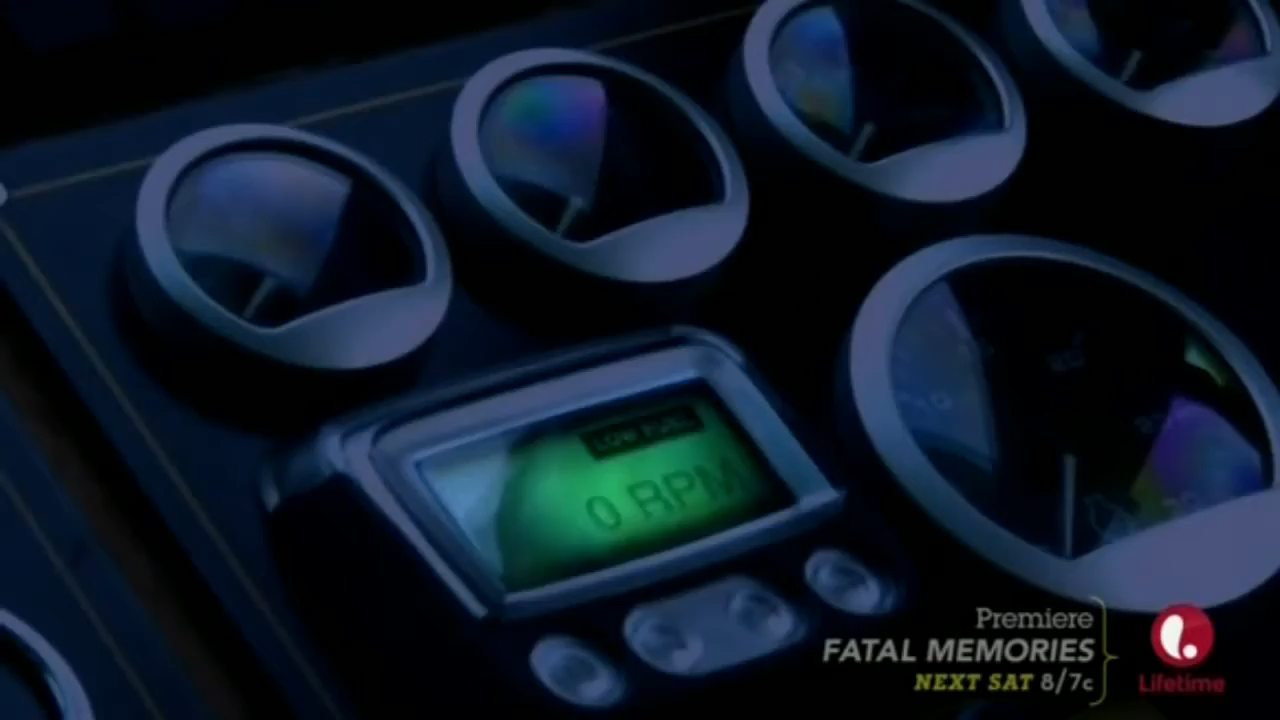 LOW FUEL
0 RPM
Premiere
FATAL MEMORIES
NEXT SAT 8/7c
Lifetime